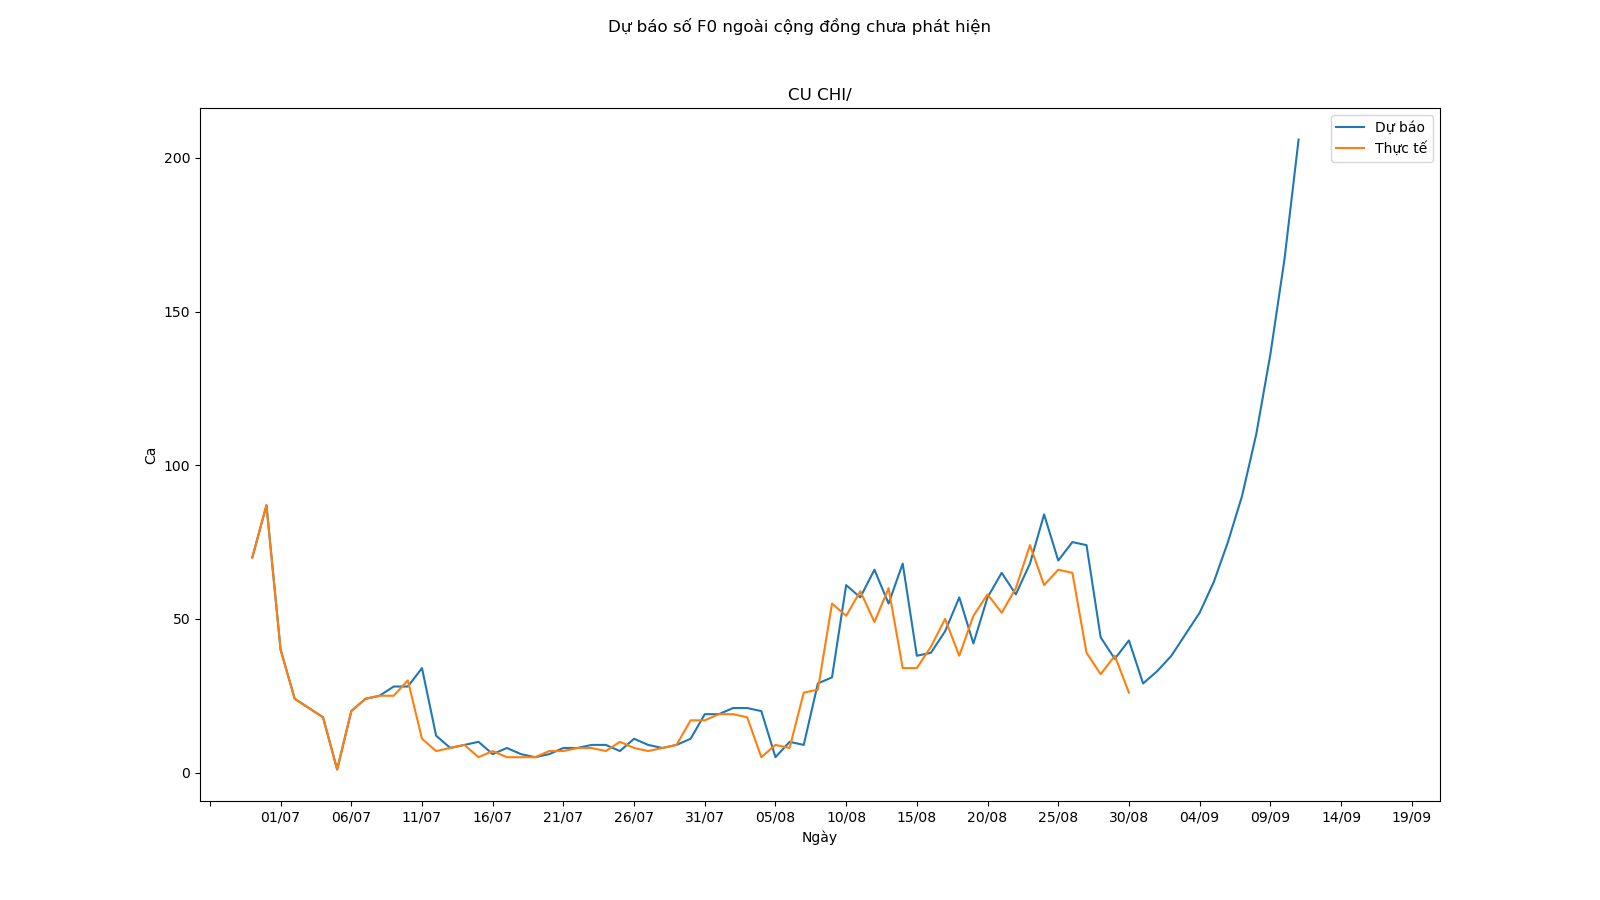 Dự báo số F0 ngoài cộng đồng chưa phát hiện
CU CHI/
Dự báo
Thực tế
200
150
100
50
0
Ca
01/07 06/07 11/07 16/07 21/07 26/07 31/07 05/08 10/08 15/08 20/08 25/08 30/08 04/09 09/09 14/09 19/09
Ngày